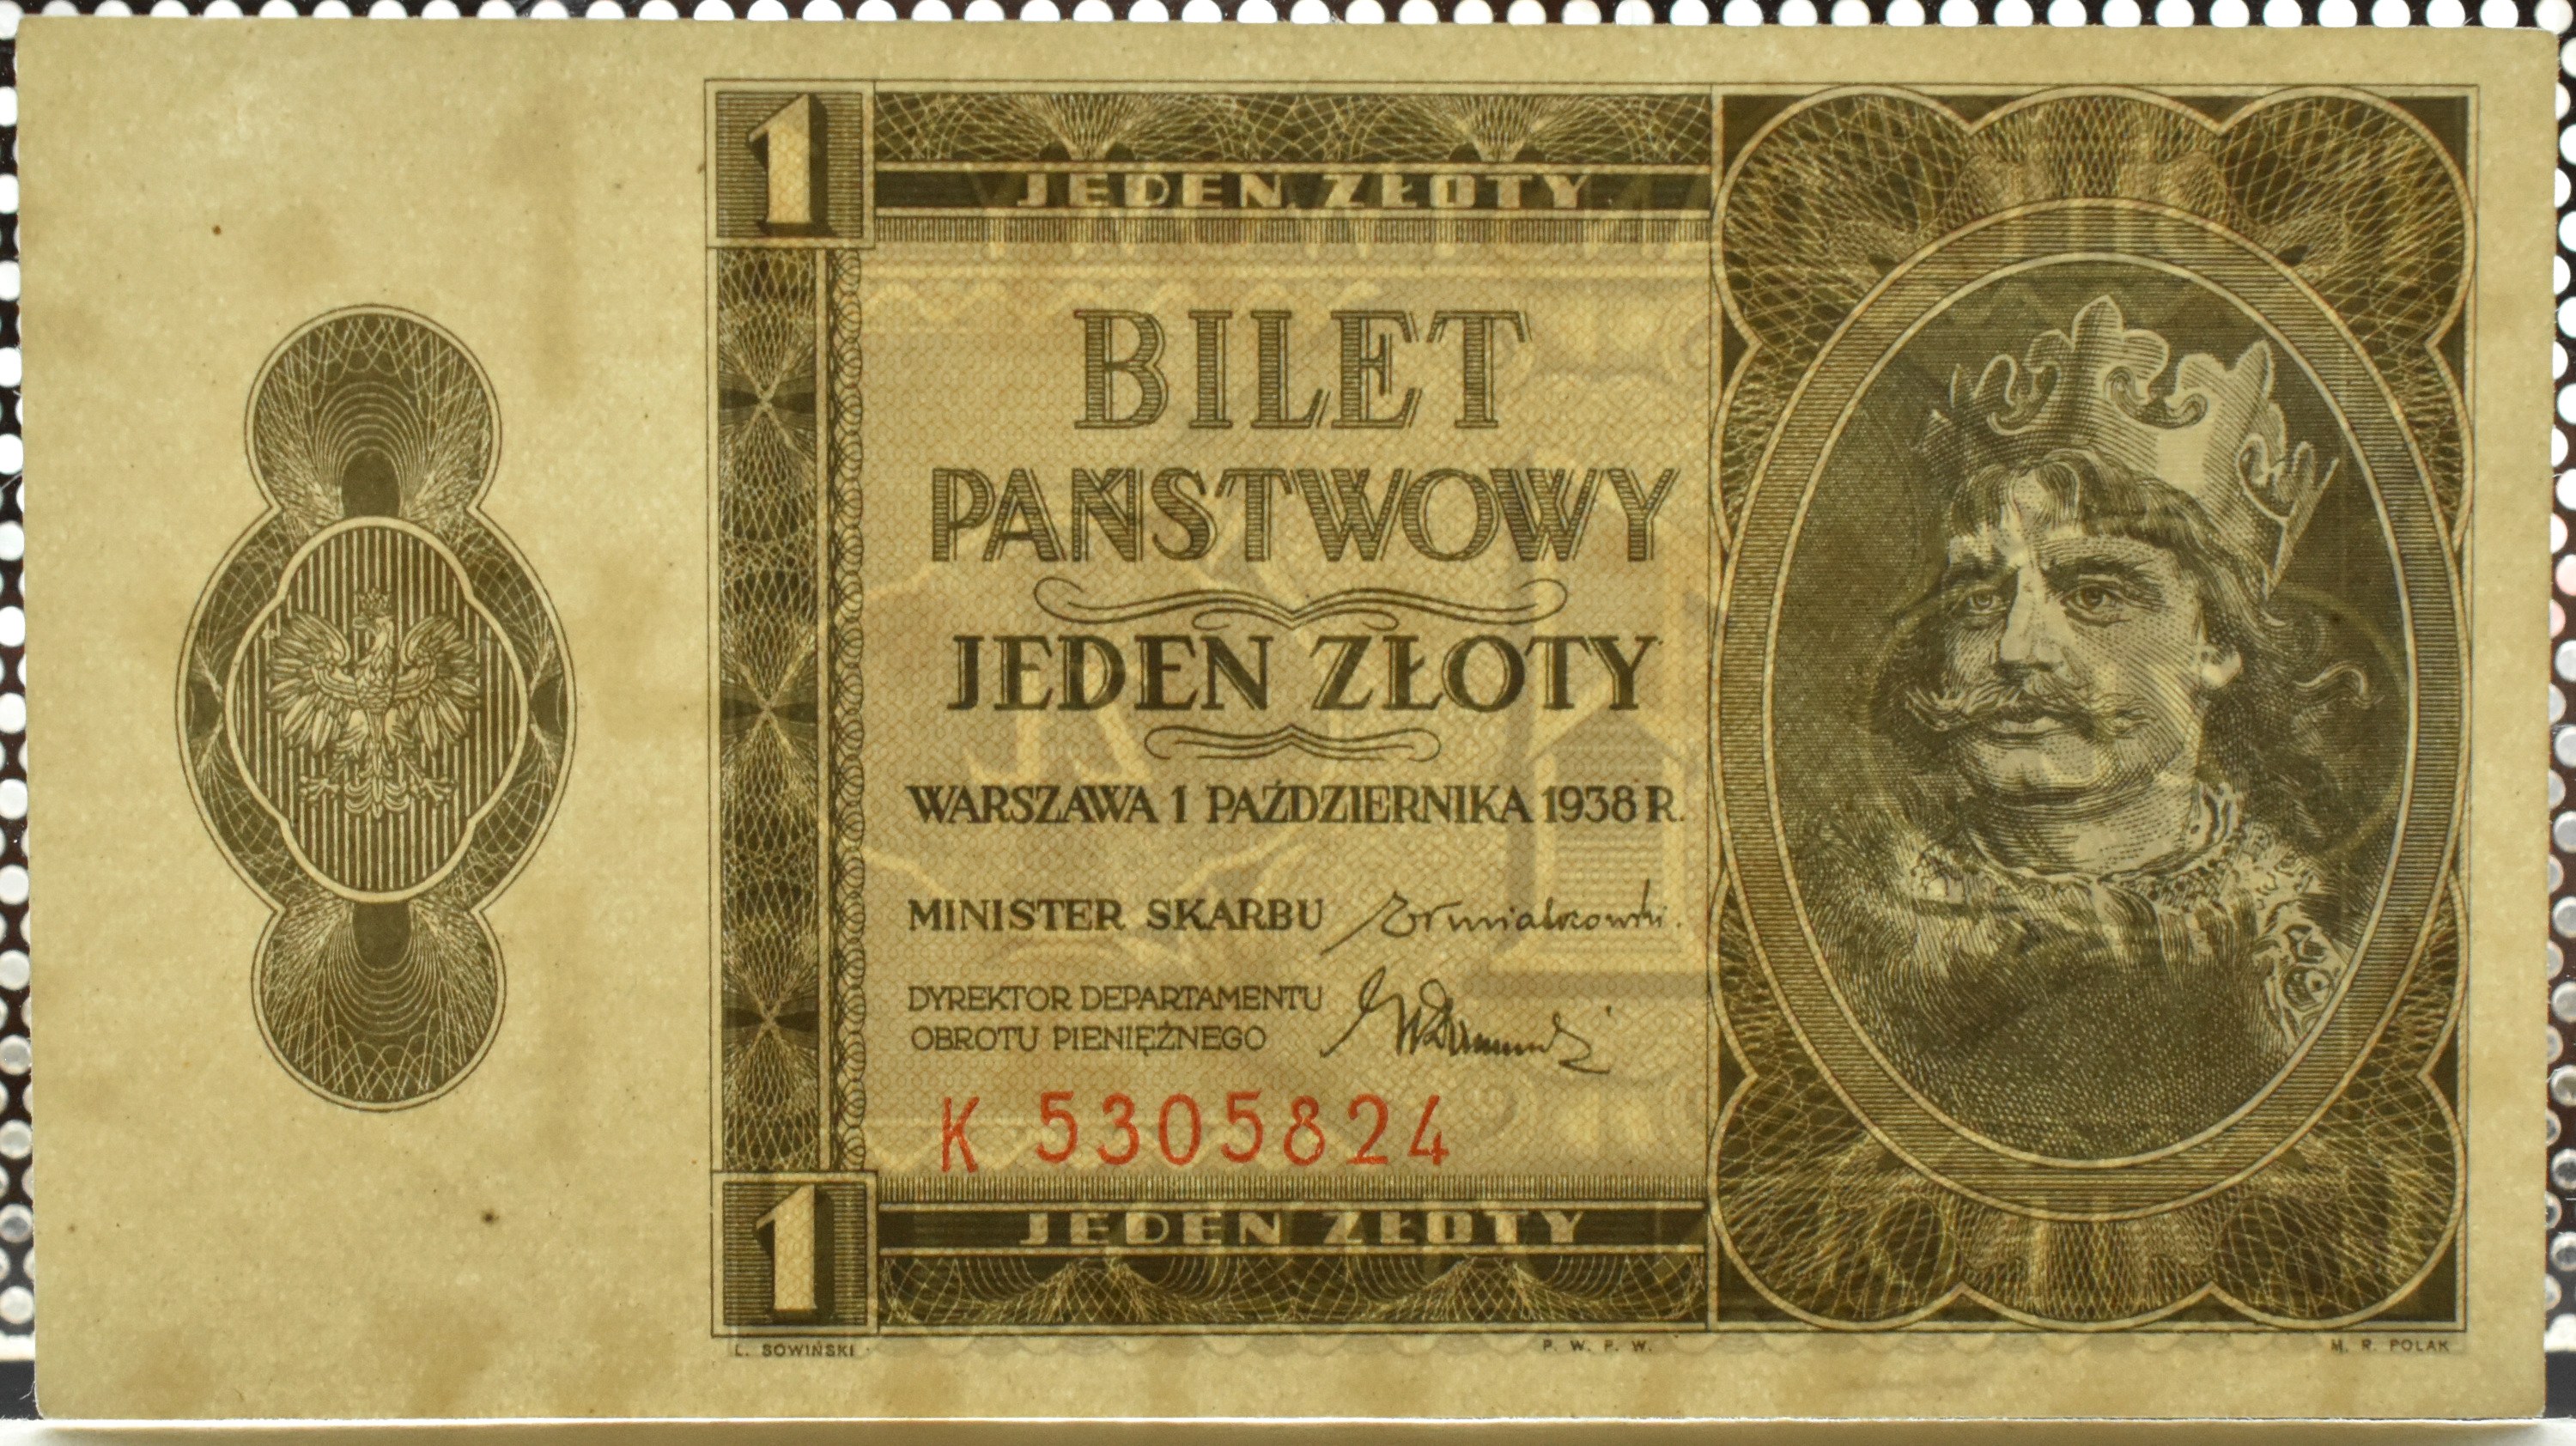 1
JEDEN ZŁOTY
BILET
PAŃSTWOWY
JEDEN ZŁOTY
WARSZAWA 1 PAŹDZIERNIKA 1938 R.
MINISTER SKARBU
DYREKTOR DEPARTAMENTU
OBROTU PIENIĘŻNEGO
K 5305824
1
JEDEN ZŁOTY
L. SOWIŃSKI
P. W. P. W.
M. R. POLAK